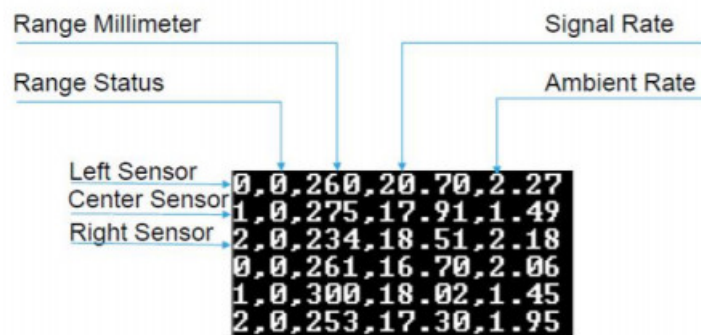 Range Millimeter
Signal Rate
Range Status
Ambient Rate
Left Sensor
Center Sensor
Right Sensor
0,0,260,20.70,2.27
1,0,275,17.91,1.49
2,0,234,18.51,2.18
0,0,261,16.70,2.06
1,0,300,18.02,1.45
2,0,253,17.30,1.95